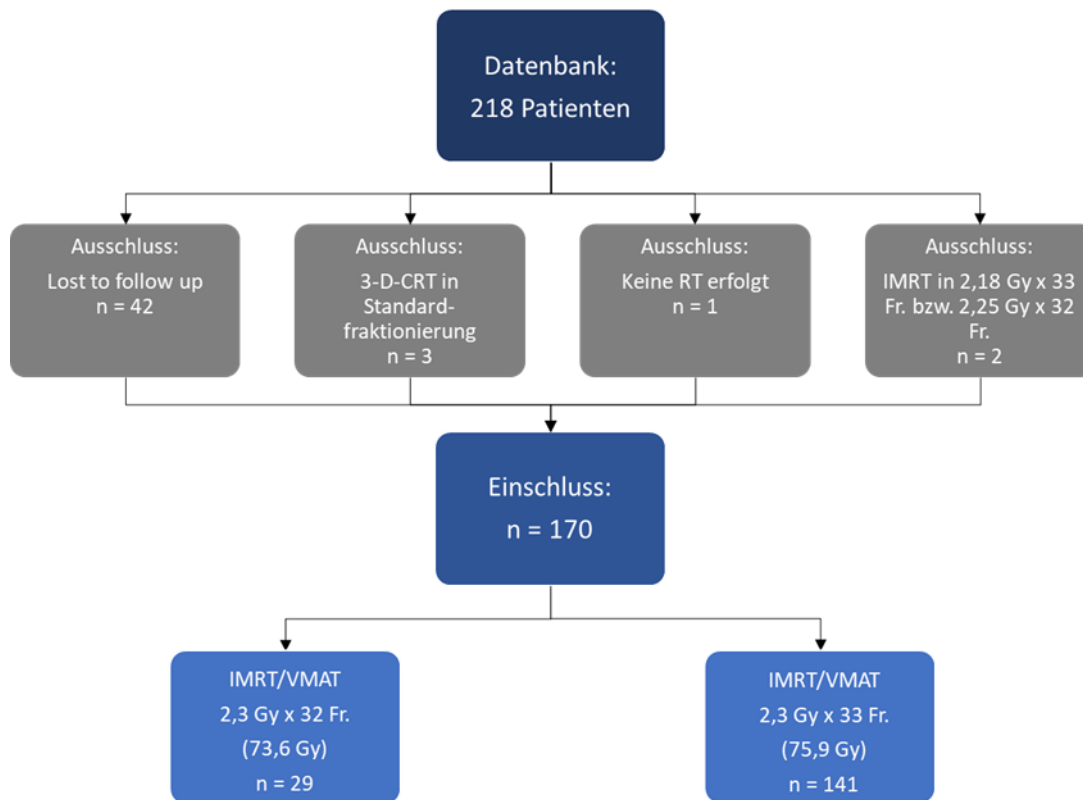 Datenbank:
218 Patienten
Ausschluss:
Lost to follow up
n = 42
Ausschluss:
3-D-CRT in
Standard-
fraktionierung
n = 3
Ausschluss:
Keine RT erfolgt
n = 1
Ausschluss:
IMRT in 2,18 Gy x 33
Fr. bzw. 2,25 Gy x 32
Fr.
n = 2
Einschluss:
n = 170
IMRT/VMAT
2,3 Gy x 32 Fr.
(73,6 Gy)
n = 29
IMRT/VMAT
2,3 Gy x 33 Fr.
(75,9 Gy)
n = 141